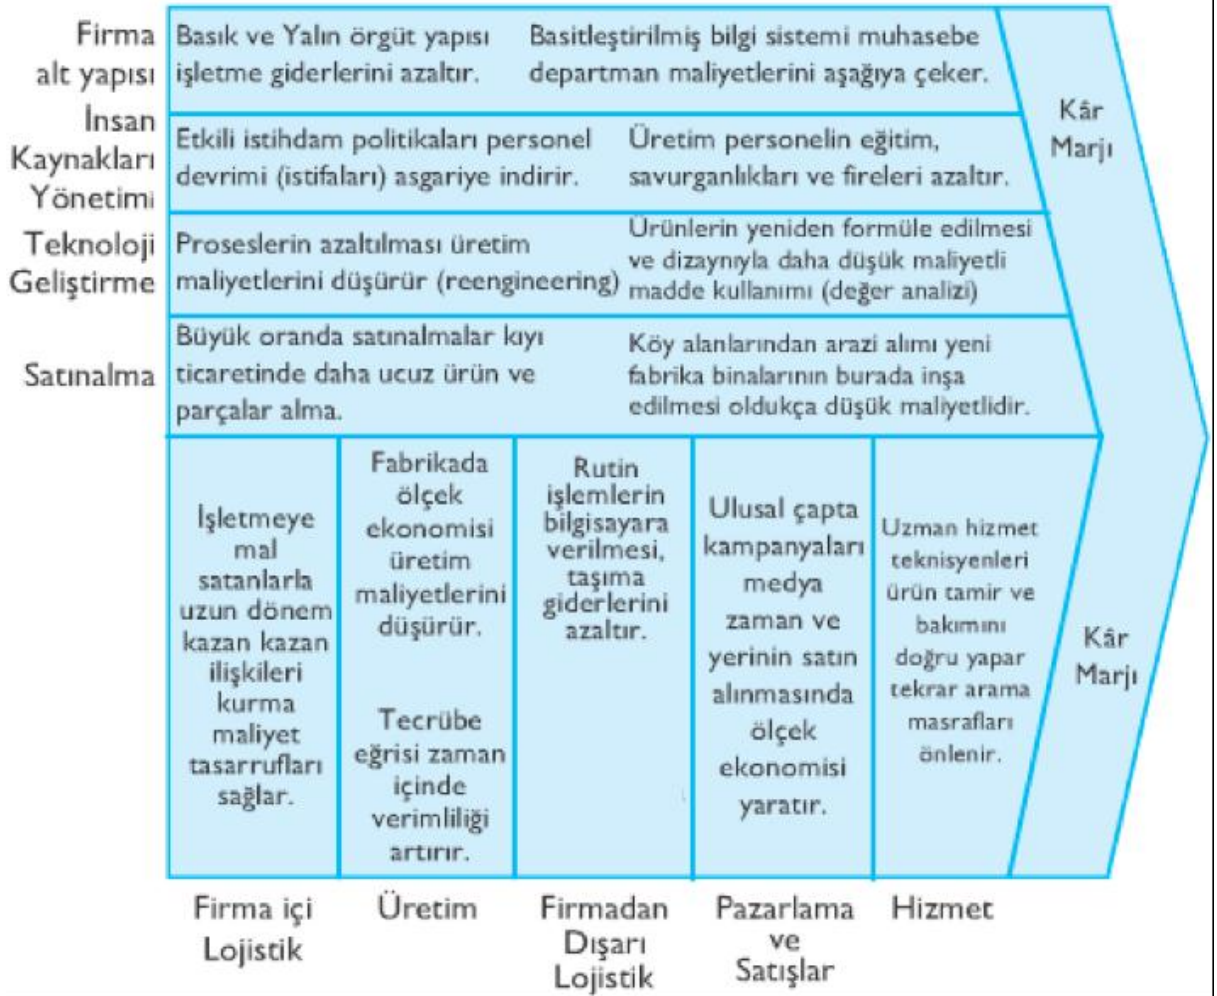 Firma
alt yapısı
Basık ve Yalın örgüt yapısı
işletme giderlerini azaltır.
Basitleştirilmiş bilgi sistemi muhasebe
departman maliyetlerini aşağıya çeker.
Kâr
Marjı
İnsan
Kaynakları
Yönetimi
Etkili istihdam politikaları personel
devrimi (istifaları) asgariye indirir.
Üretim personelin eğitim,
savurganlıkları ve fireleri azaltır.
Teknoloji
Geliştirme
Proseslerin azaltılması üretim
maliyetlerini düşürür (reengineering)
Ürünlerin yeniden formüle edilmesi
ve dizaynıyla daha düşük maliyetli
madde kullanımı (değer analizi)
Satınalma
Büyük oranda satınalmalar kıyı
ticaretinde daha ucuz ürün ve
parçalar alma.
Köy alanlarından arazi alımı yeni
fabrika binalarının burada inşa
edilmesi oldukça düşük maliyetlidir.
İşletmeye
mal
satanlarla
uzun dönem
kazan kazan
ilişkileri
kurma
maliyet
tasarrufları
sağlar.
Fabrikada
ölçek
ekonomisi
üretim
maliyetlerini
düşürür.
Tecrübe
eğrisi zaman
içinde
verimliliği
artırır.
Rutin
işlemlerin
bilgisayara
verilmesi,
taşıma
giderlerini
azaltır.
Ulusal çapta
kampanyaları
medya
zaman ve
yerinin satın
alınmasında
ölçek
ekonomisi
yaratır.
Uzman hizmet
teknisyenleri
ürün tamir ve
bakımını
doğru yapar
tekrar arama
masrafları
önlenir.
Kâr
Marjı
Firma içi
Lojistik
Üretim
Firmadan
Dışarı
Lojistik
Pazarlama
ve
Satışlar
Hizmet